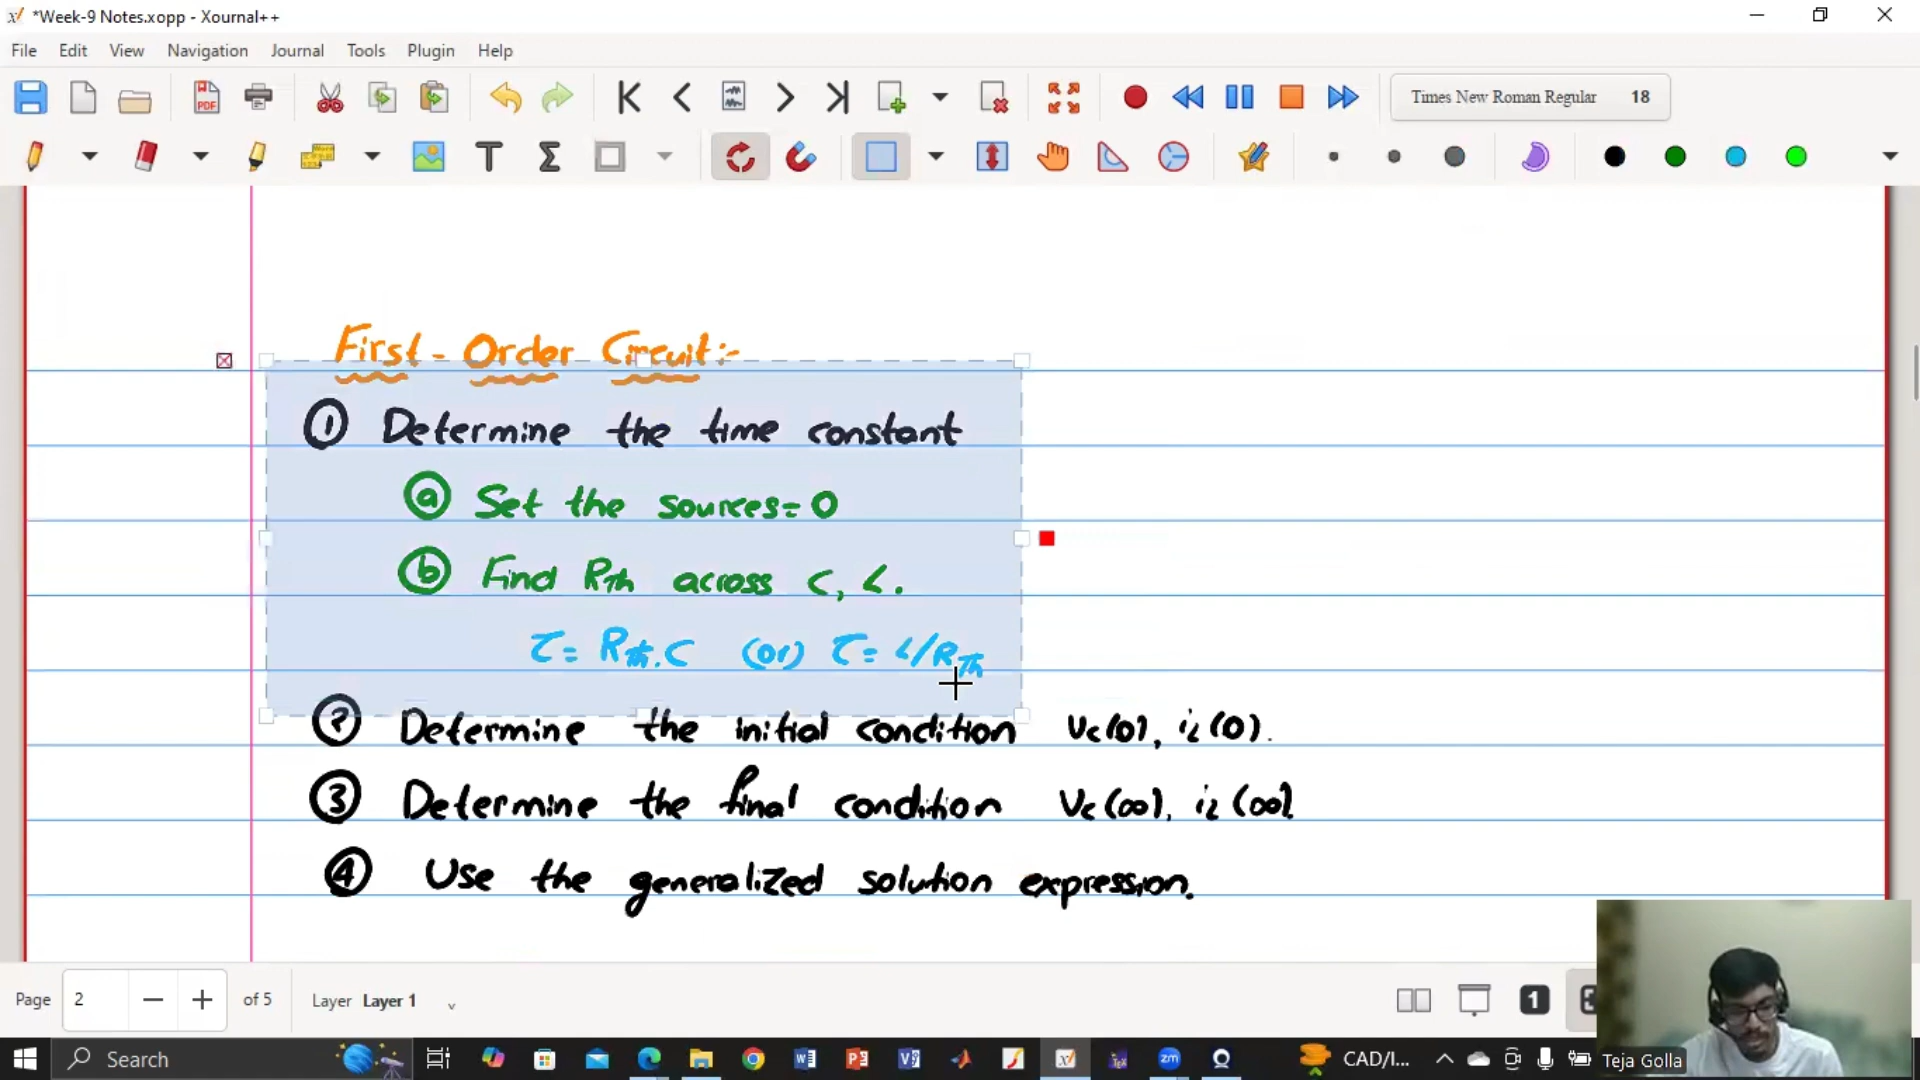 *Week-9 Notes.xopp - Xournal++
File Edit View Navigation Journal Tools Plugin Help
Times New Roman Regular 18
First-Order Circuit:-
① Determine the time constant
ⓐ Set the sources=0
ⓑ Find RTh across C, L.
τ= Rth.C (or) τ= L/RTh
② Determine the initial condition Vc(0), iL(0).
③ Determine the final condition Vc(∞), iL(∞)
④ Use the generalized solution expression.
Page 2 of 5 Layer Layer 1
1
Search
CAD/I...
Teja Golla